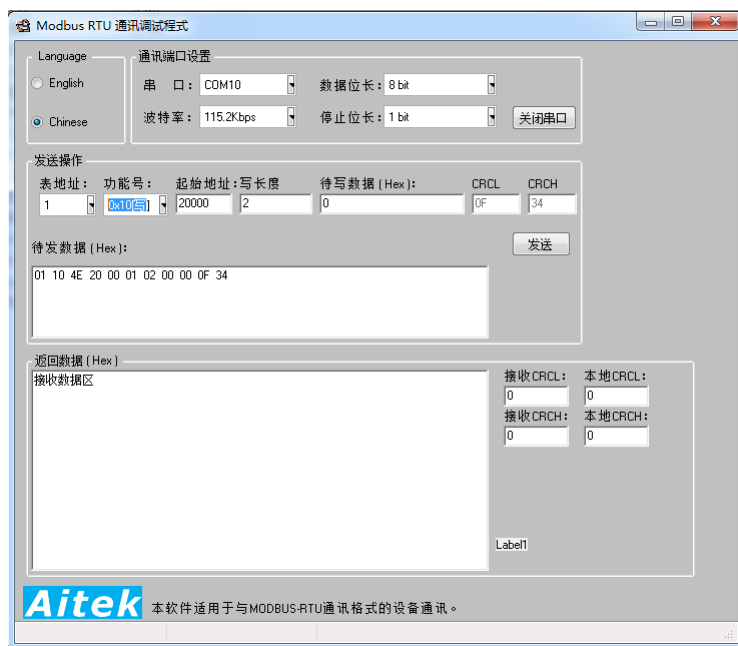 Modbus RTU 通讯调试程式
Language
English
Chinese
通讯端口设置
串 口: COM10 数据位长: 8 bit
波特率: 115.2Kbps 停止位长: 1 bit 关闭串口
发送操作
表地址: 功能号: 起始地址:写长度 待写数据(Hex): CRCL CRCH
1 0x10[写] 20000 2 0 0F 34
待发数据(Hex): 发送
01 10 4E 20 00 01 02 00 00 0F 34
返回数据(Hex)
接收数据区
接收CRCL: 本地CRCL:
0 0
接收CRCH: 本地CRCH:
0 0
Label1
Aitek 本软件适用于与MODBUS-RTU通讯格式的设备通讯。